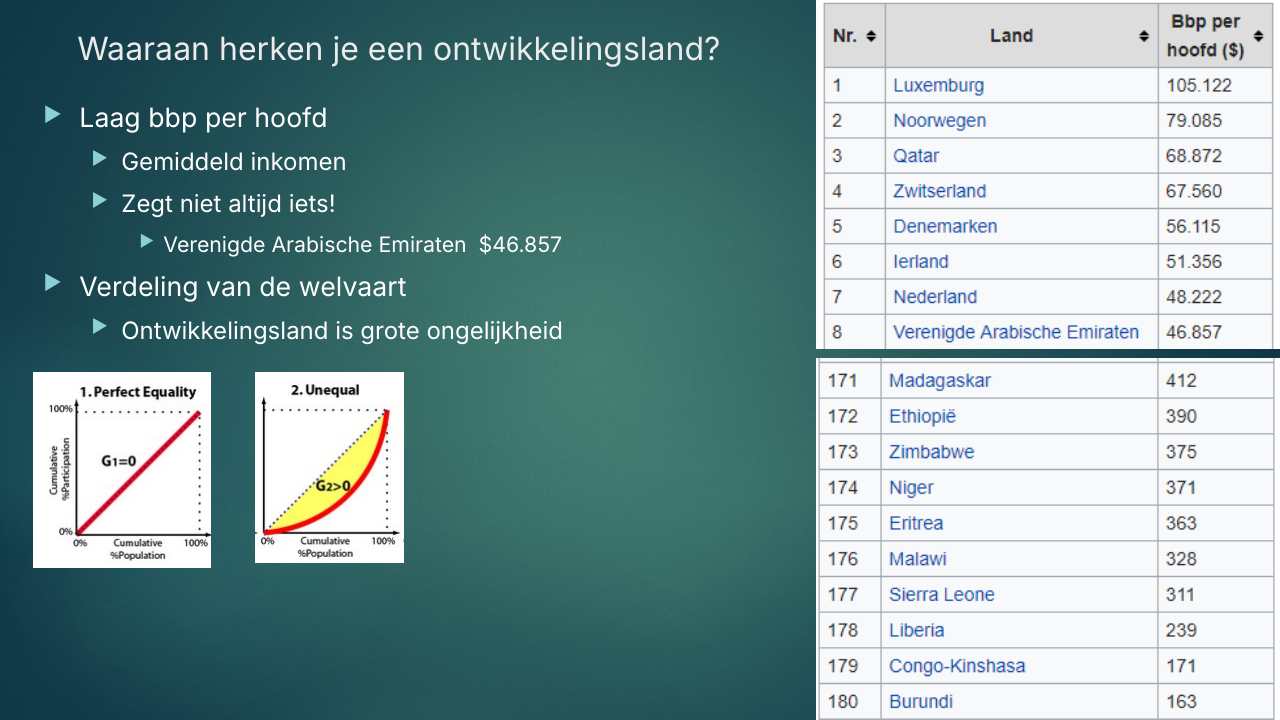 Waaraan herken je een ontwikkelingsland?
Laag bbp per hoofd
Gemiddeld inkomen
Zegt niet altijd iets!
Verenigde Arabische Emiraten $46.857
Verdeling van de welvaart
Ontwikkelingsland is grote ongelijkheid
1. Perfect Equality
100%
Cumulative
%Participation
G1=0
0%
0% Cumulative 100%
%Population
2. Unequal
G2>0
0% Cumulative 100%
%Population
Nr. Land Bbp per
hoofd ($)
1 Luxemburg 105.122
2 Noorwegen 79.085
3 Qatar 68.872
4 Zwitserland 67.560
5 Denemarken 56.115
6 Ierland 51.356
7 Nederland 48.222
8 Verenigde Arabische Emiraten 46.857
171 Madagaskar 412
172 Ethiopië 390
173 Zimbabwe 375
174 Niger 371
175 Eritrea 363
176 Malawi 328
177 Sierra Leone 311
178 Liberia 239
179 Congo-Kinshasa 171
180 Burundi 163